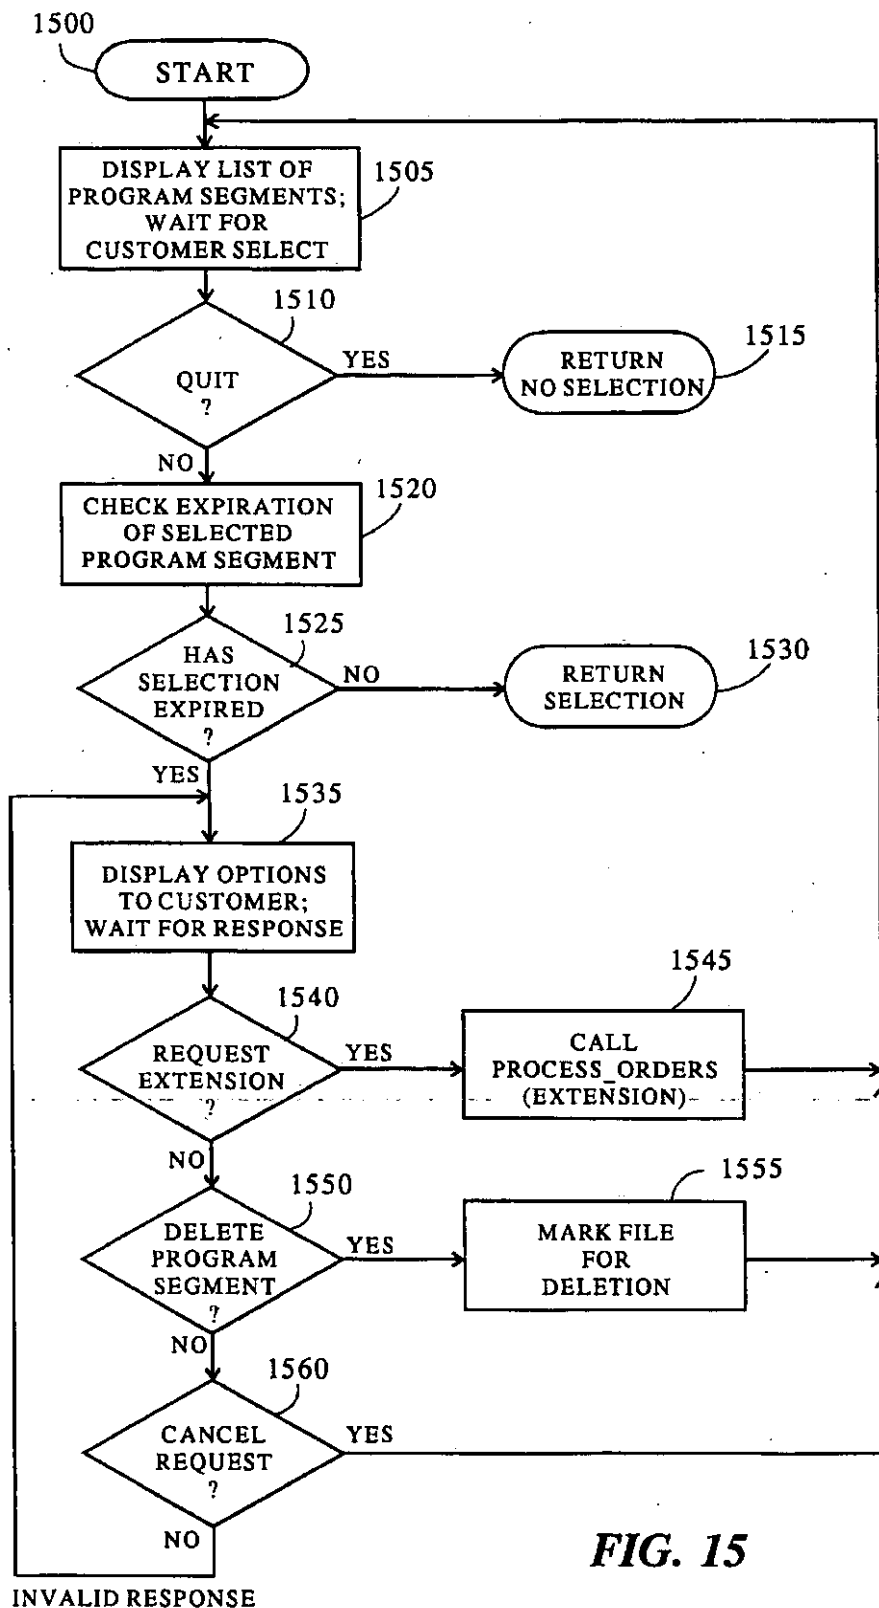 1500
START
DISPLAY LIST OF
PROGRAM SEGMENTS;
WAIT FOR
CUSTOMER SELECT
1505
1510
QUIT
?
YES
RETURN
NO SELECTION
1515
NO
CHECK EXPIRATION
OF SELECTED
PROGRAM SEGMENT
1520
1525
HAS
SELECTION
EXPIRED
?
NO
RETURN
SELECTION
1530
YES
1535
DISPLAY OPTIONS
TO CUSTOMER;
WAIT FOR RESPONSE
1540
REQUEST
EXTENSION
?
YES
1545
CALL
PROCESS_ORDERS
(EXTENSION)
NO
1550
DELETE
PROGRAM
SEGMENT
?
YES
1555
MARK FILE
FOR
DELETION
NO
1560
CANCEL
REQUEST
?
YES
NO
INVALID RESPONSE
FIG. 15